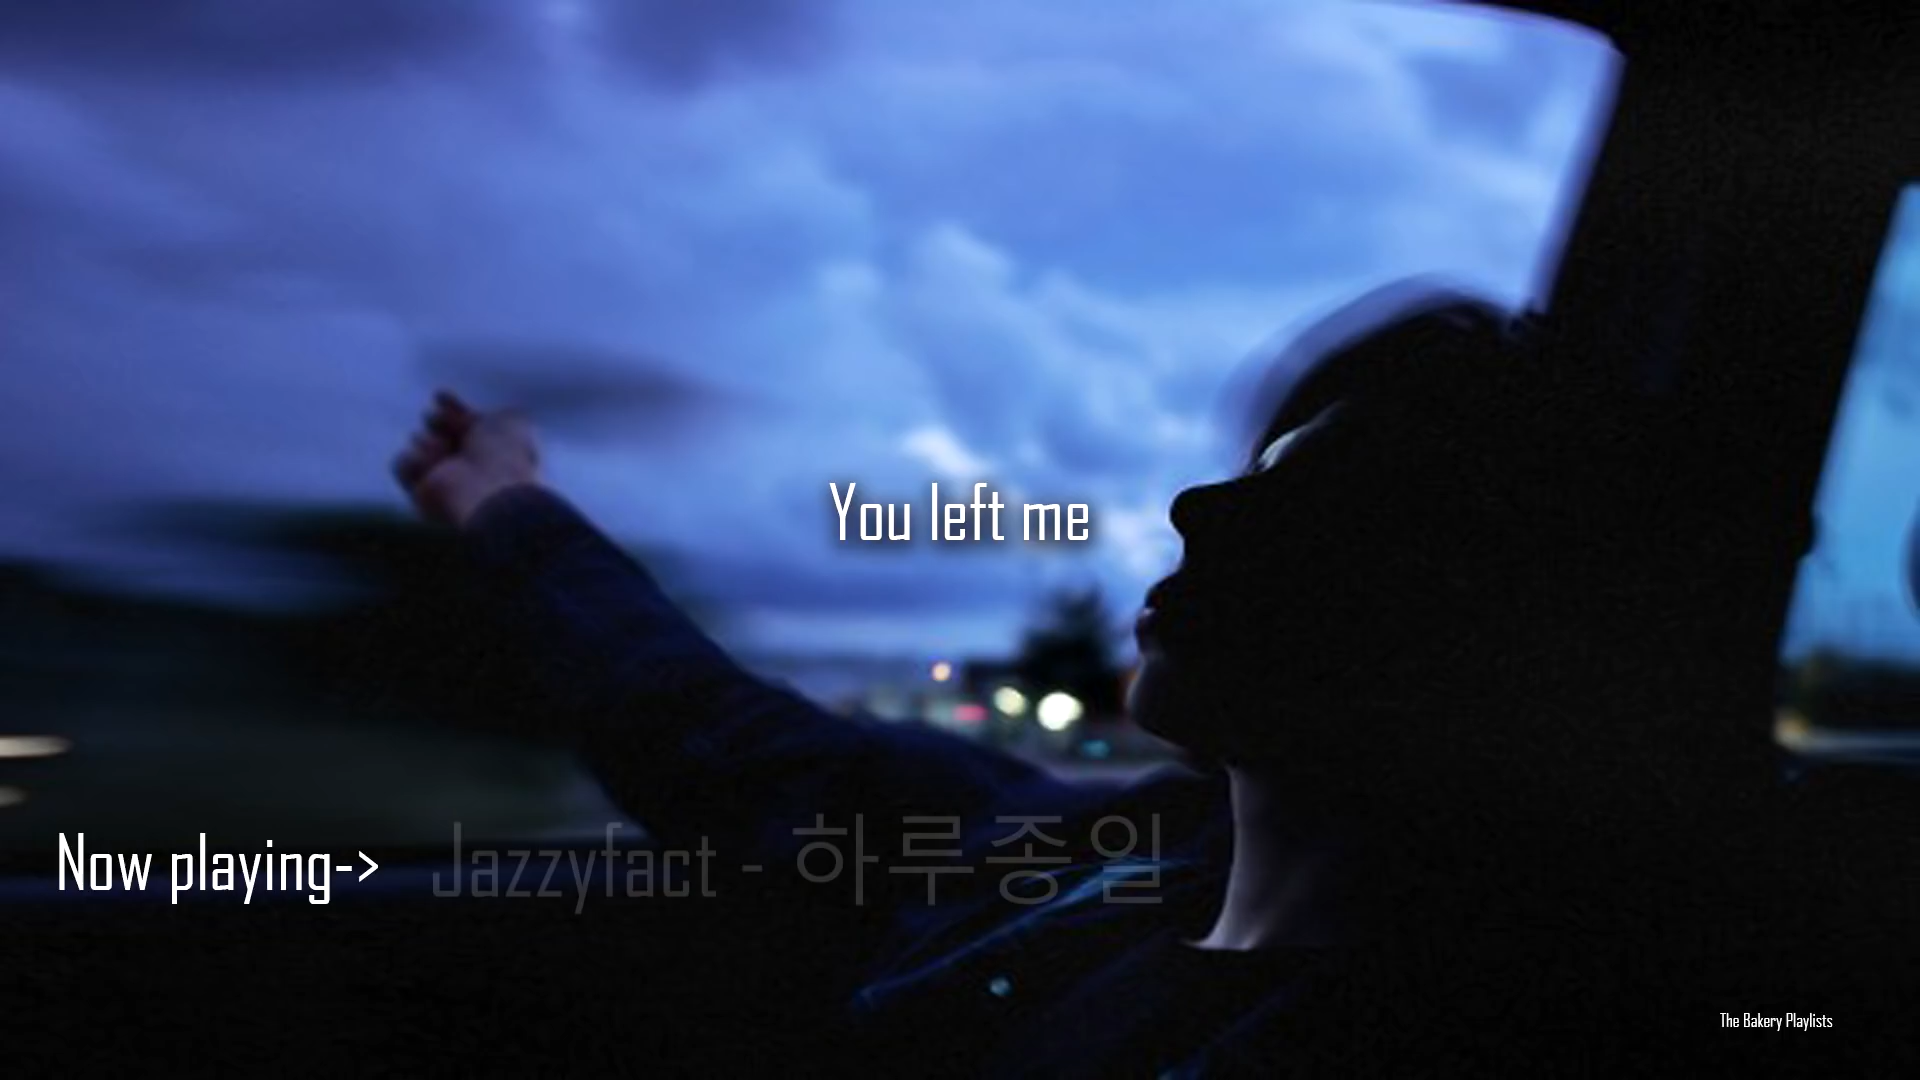 You left me
Now playing-> Jazzyfact - 하루종일
The Bakery Playlists